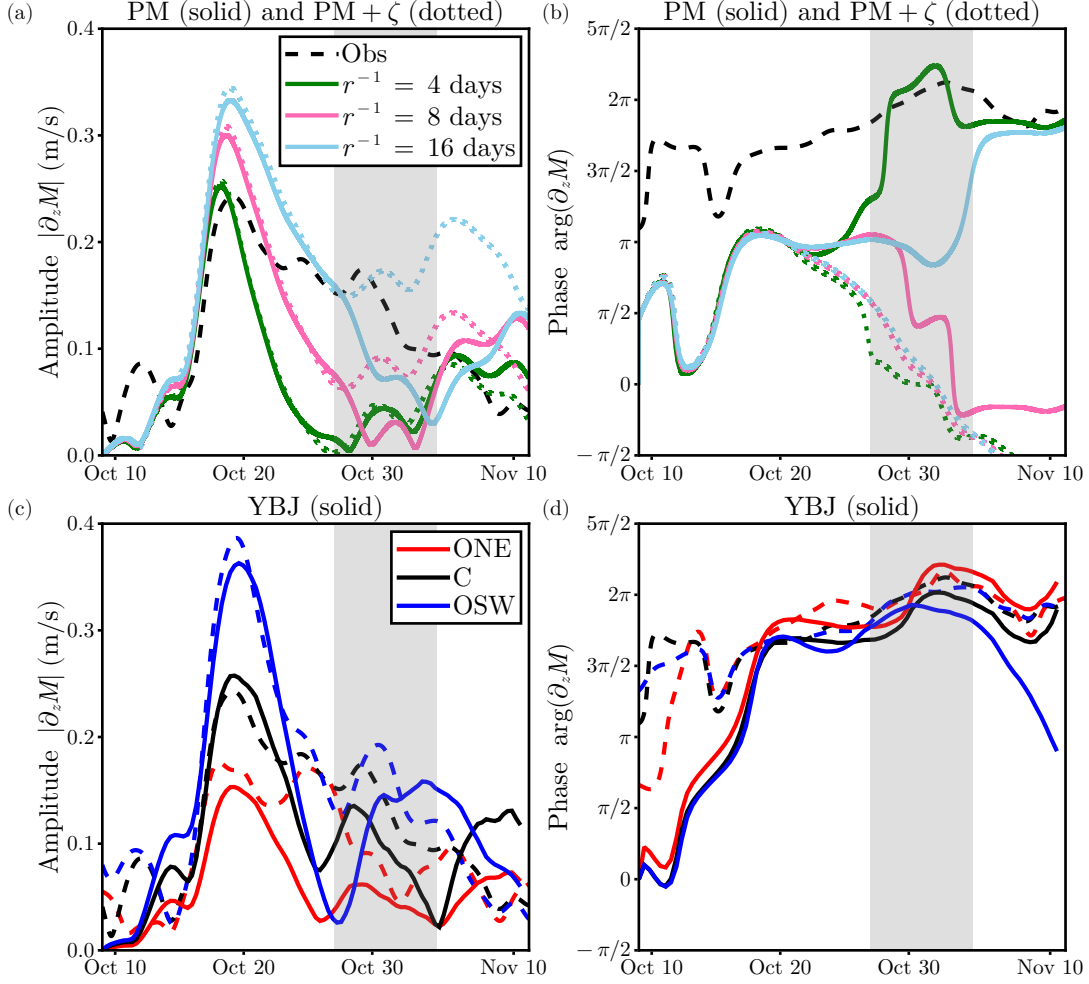 (a) PM (solid) and PM + ζ (dotted)
0.4
0.3
0.2
0.1
0.0
Amplitude |∂zM| (m/s)
Obs
r⁻¹ = 4 days
r⁻¹ = 8 days
r⁻¹ = 16 days
Oct 10 Oct 20 Oct 30 Nov 10
(b) PM (solid) and PM + ζ (dotted)
5π/2
2π
3π/2
π
π/2
0
−π/2
Phase arg(∂zM)
Oct 10 Oct 20 Oct 30 Nov 10
(c) YBJ (solid)
0.4
0.3
0.2
0.1
0.0
Amplitude |∂zM| (m/s)
ONE
C
OSW
Oct 10 Oct 20 Oct 30 Nov 10
(d) YBJ (solid)
5π/2
2π
3π/2
π
π/2
0
−π/2
Phase arg(∂zM)
Oct 10 Oct 20 Oct 30 Nov 10